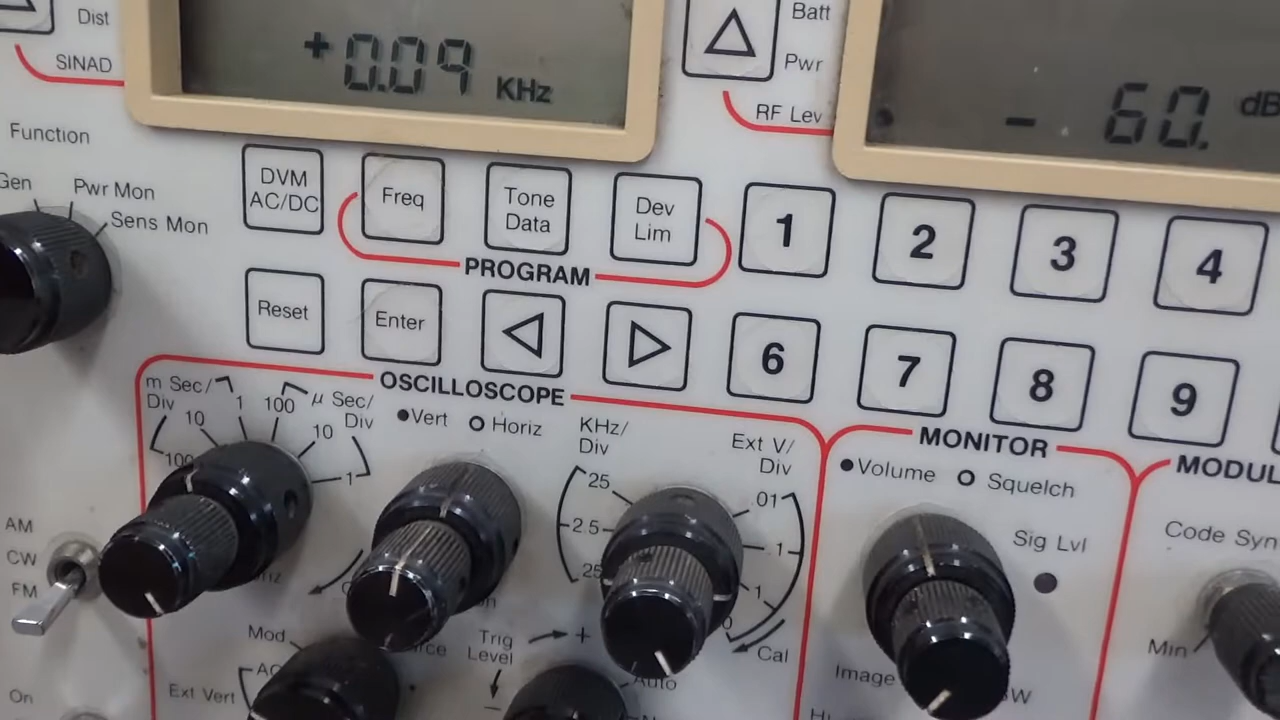 Dist
SINAD
+0.09 KHz
Batt
Pwr
RF Lev
- 60. dB
Function
Gen
Pwr Mon
Sens Mon
DVM
AC/DC
Freq
Tone
Data
Dev
Lim
1
2
3
4
PROGRAM
Reset
Enter
6
7
8
9
OSCILLOSCOPE
m Sec/
Div
100
10
1
100
10
1
μ Sec/
Div
Vert
Horiz
KHz/
Div
25
2.5
Ext V/
Div
.01
.1
1
Cal
MONITOR
Volume
Squelch
Sig Lvl
Image
MODUL
Code Syn
Min
AM
CW
FM
On
Mod
Ext Vert
Trig
Level
+
-
Auto